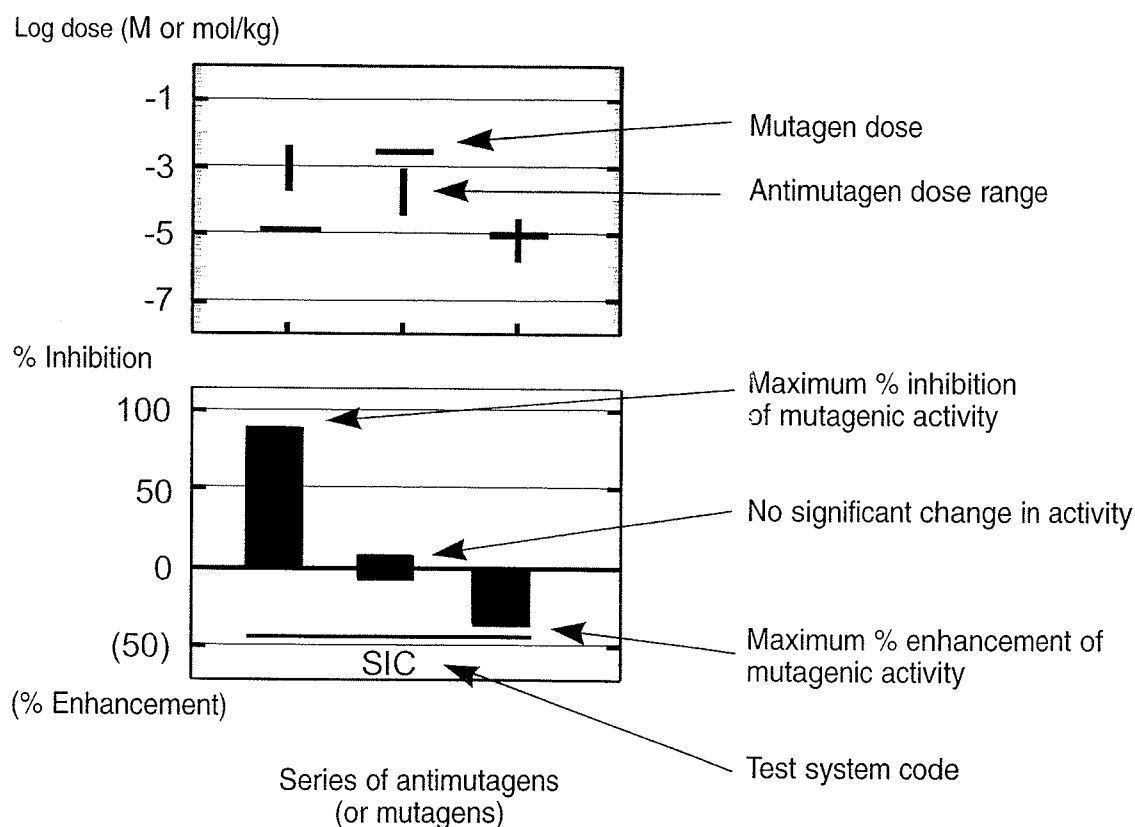 Log dose (M or mol/kg)
-1
-3
-5
-7
Mutagen dose
Antimutagen dose range
% Inhibition
100
50
0
(50)
SIC
(% Enhancement)
Maximum % inhibition
of mutagenic activity
No significant change in activity
Maximum % enhancement of
mutagenic activity
Test system code
Series of antimutagens
(or mutagens)